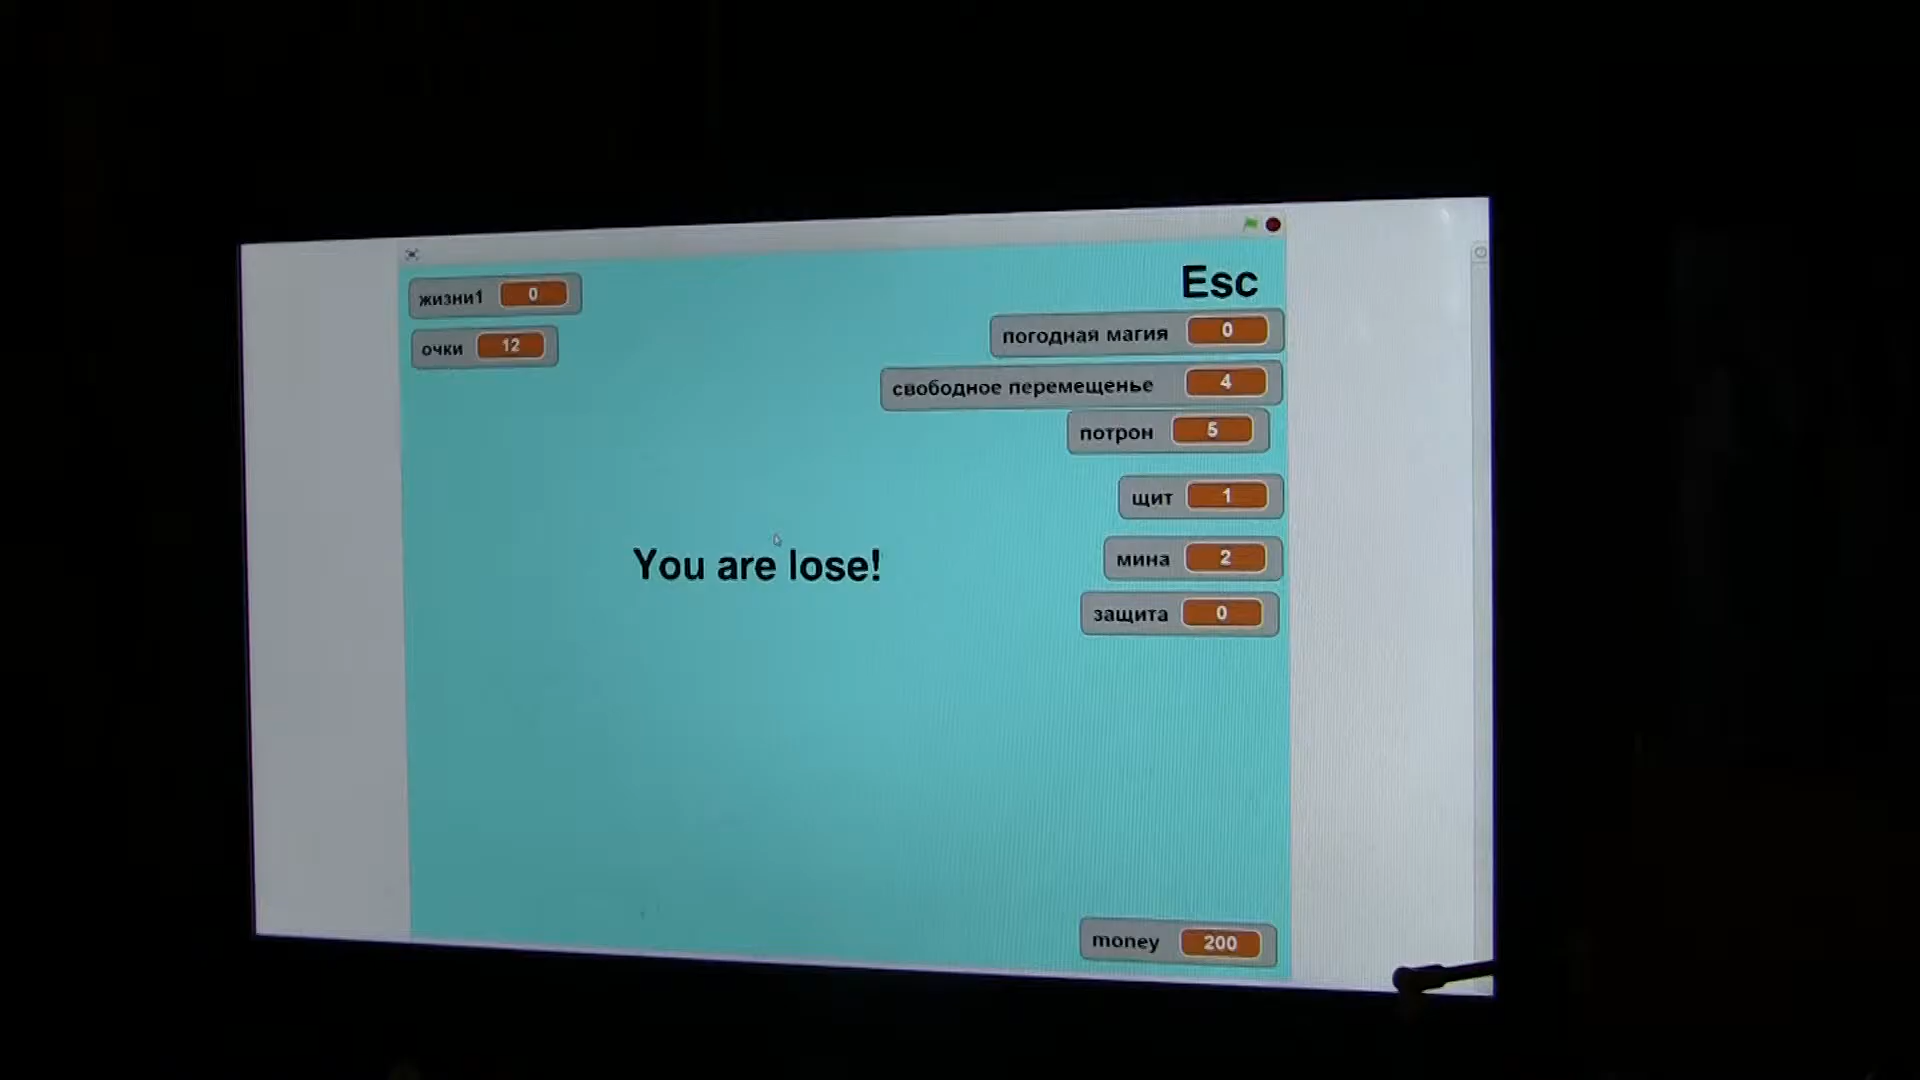 жизни1 0
очки 12
Esc
погодная магия 0
свободное перемещенье 4
потрон 5
щит 1
мина 2
защита 0
You are lose!
money 200